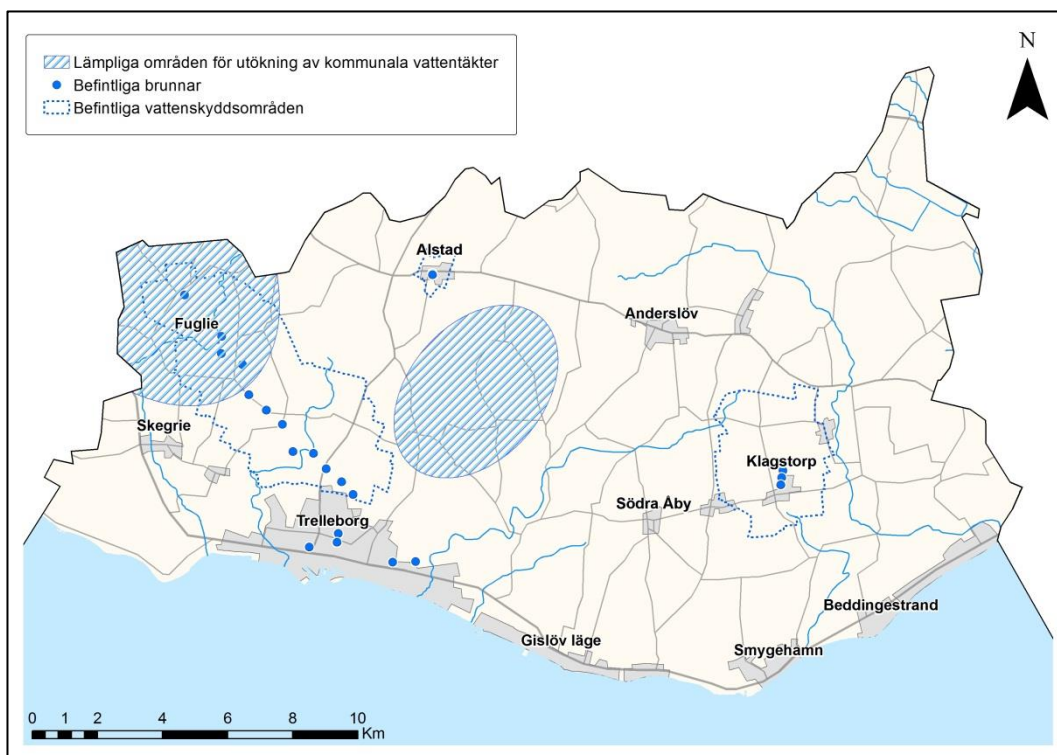 Lämpliga områden för utökning av kommunala vattentäkter
Befintliga brunnar
Befintliga vattenskyddsområden
N
Alstad
Fuglie
Anderslöv
Skegrie
Klagstorp
Södra Åby
Trelleborg
Beddingestrand
Gislöv läge
Smygehamn
0 1 2 4 6 8 10
Km